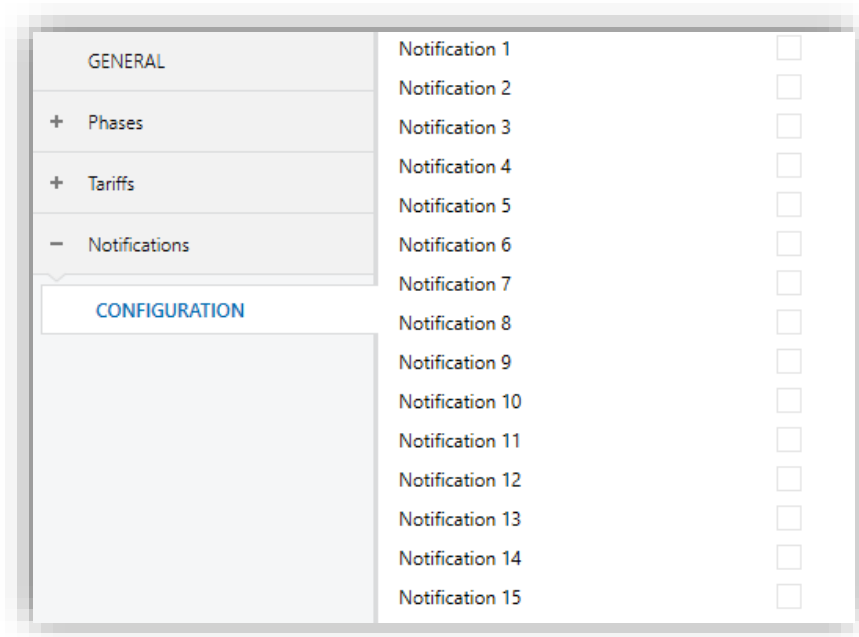 GENERAL
+ Phases
+ Tariffs
− Notifications
CONFIGURATION
Notification 1
Notification 2
Notification 3
Notification 4
Notification 5
Notification 6
Notification 7
Notification 8
Notification 9
Notification 10
Notification 11
Notification 12
Notification 13
Notification 14
Notification 15